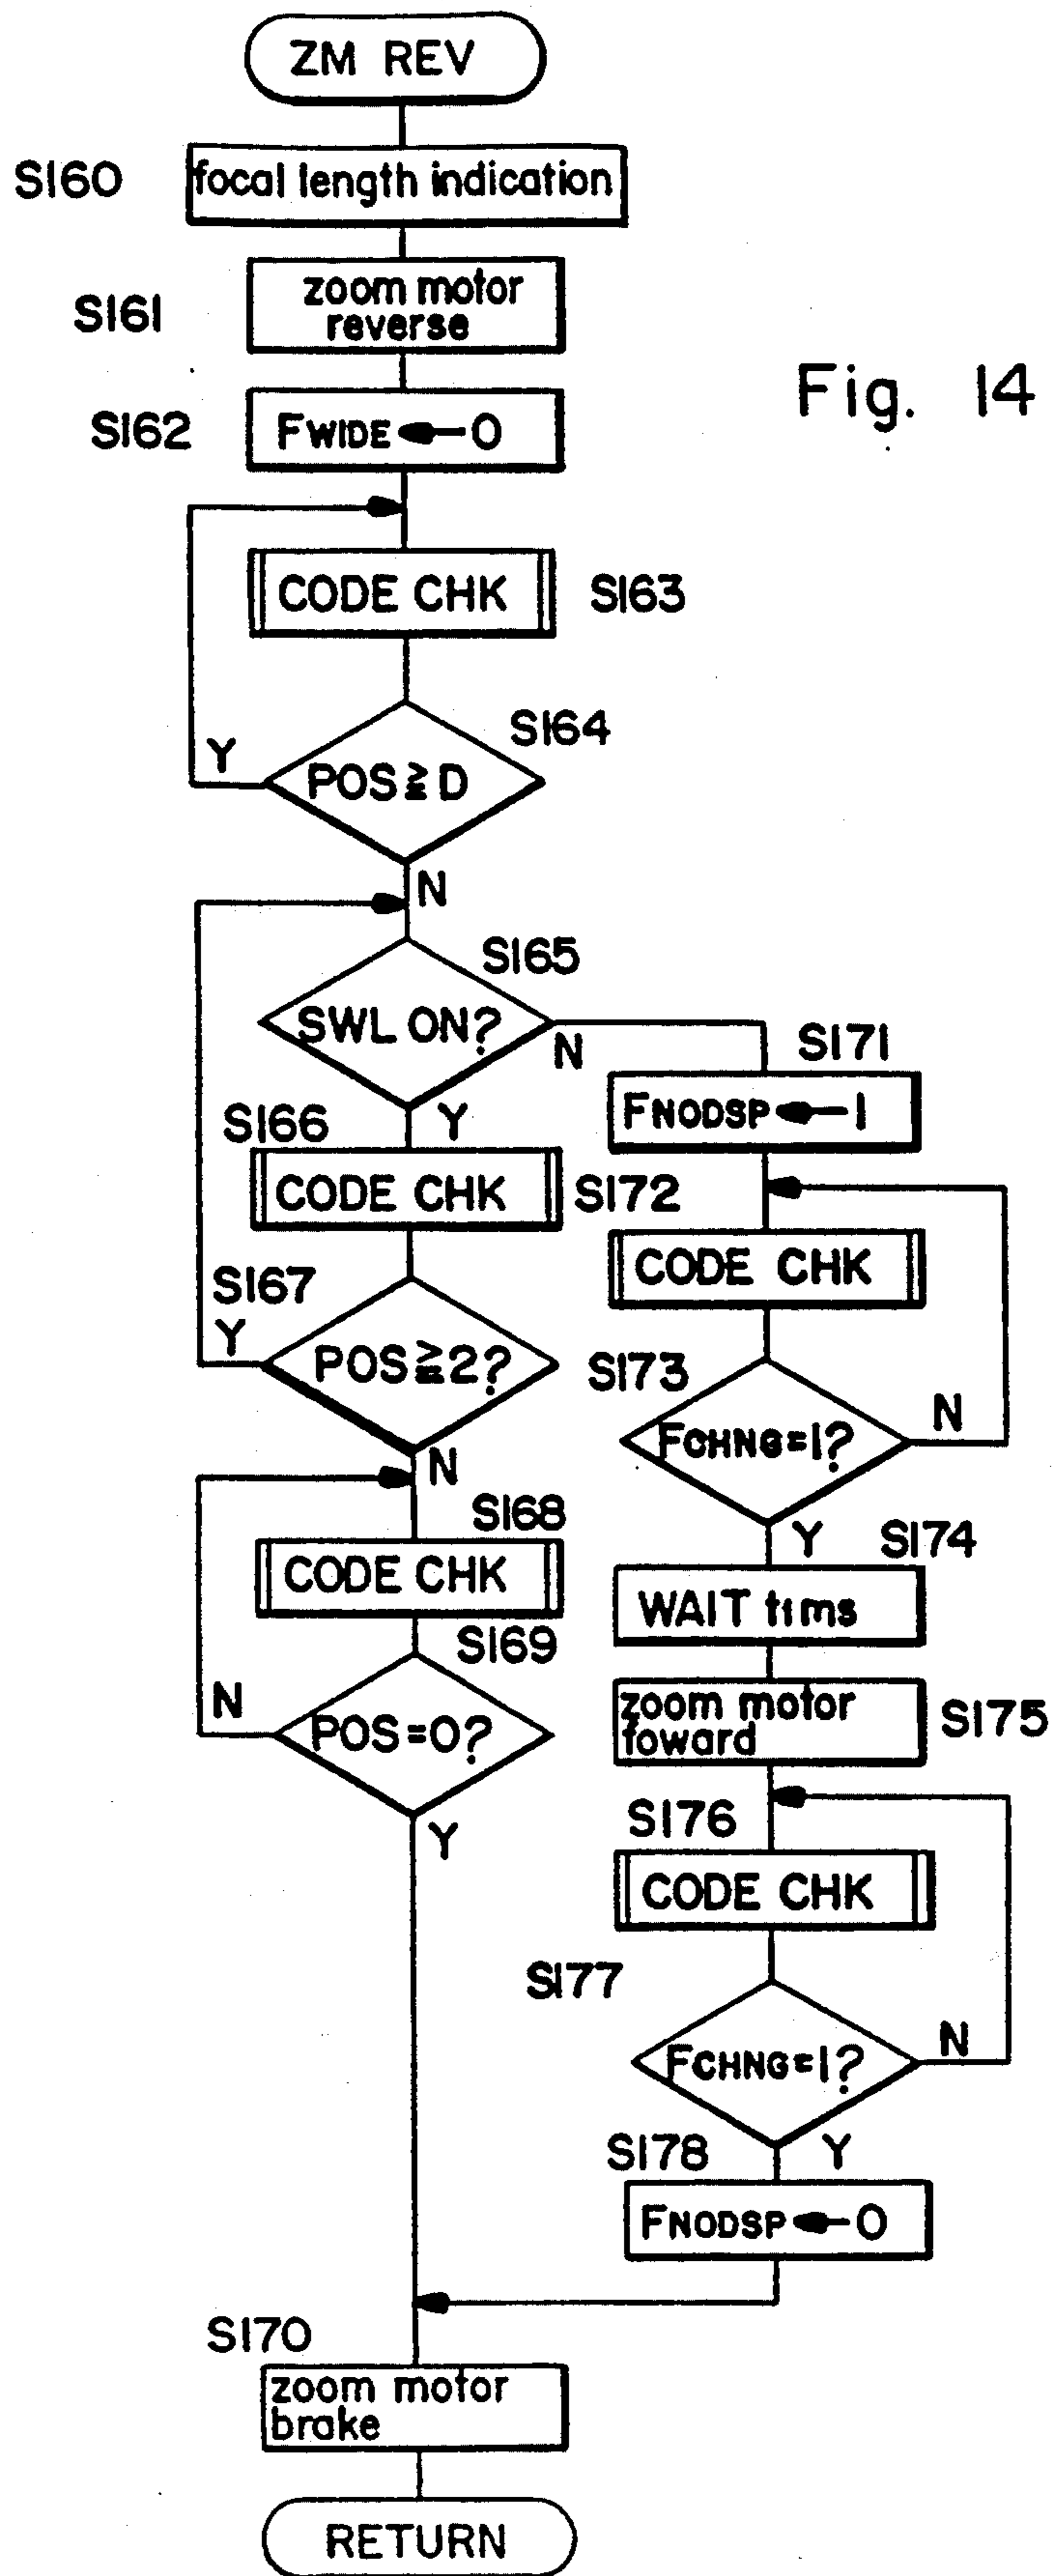 ZM REV
S160
focal length indication
S161
zoom motor
reverse
Fig. 14
S162
FWIDE ← 0
CODE CHK
S163
S164
Y
POS ≧ D
N
S165
SWL ON?
N
S171
FNODSP ← 1
Y
S166
CODE CHK
S172
CODE CHK
S167
Y
POS ≧ 2?
N
S173
FCHNG = 1?
N
Y
S168
CODE CHK
S174
WAIT t1 ms
S169
N
POS = 0?
Y
zoom motor
foward
S175
S176
CODE CHK
S177
FCHNG = 1?
N
Y
S178
FNODSP ← 0
S170
zoom motor
brake
RETURN